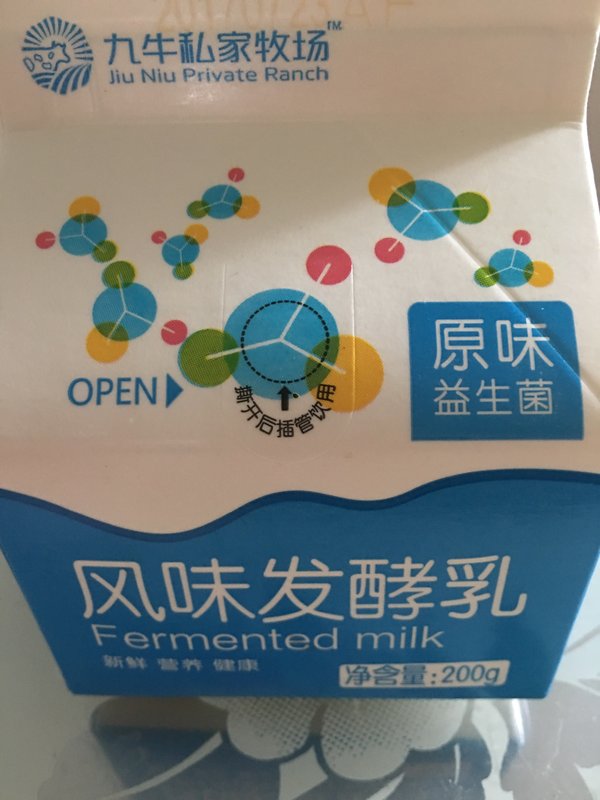 九牛私家牧场™
Jiu Niu Private Ranch
OPEN
撕开后插管饮用
原味
益生菌
风味发酵乳
Fermented milk
新鲜 营养 健康
净含量:200g